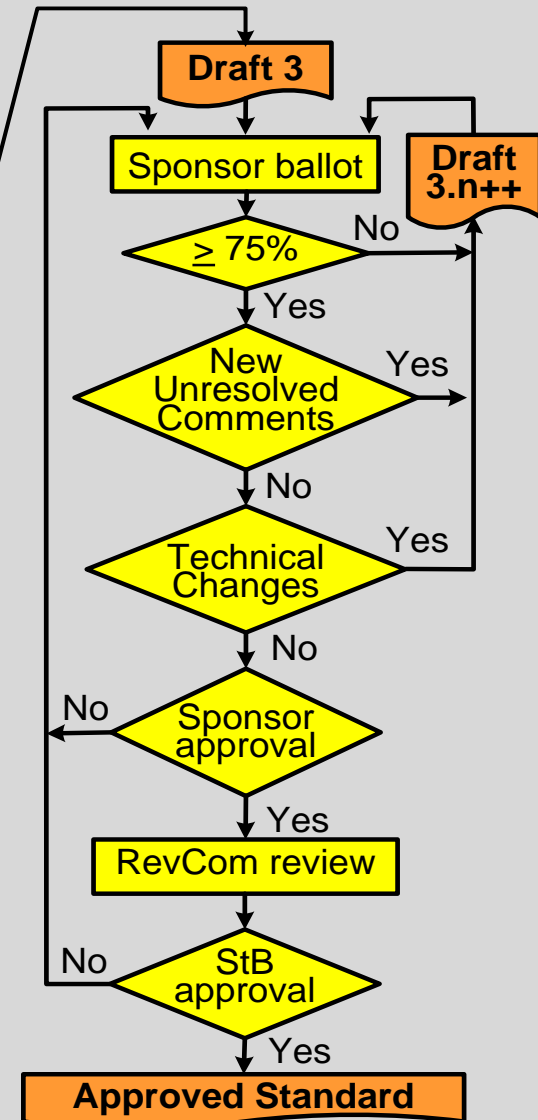 Draft 3
Sponsor ballot
Draft
3.n++
≥ 75%
No
Yes
New
Unresolved
Comments
Yes
No
Technical
Changes
Yes
No
Sponsor
approval
No
Yes
RevCom review
StB
approval
No
Yes
Approved Standard